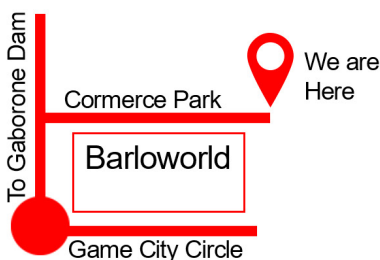 To Gaborone Dam
Cormerce Park
We are
Here
Barloworld
Game City Circle